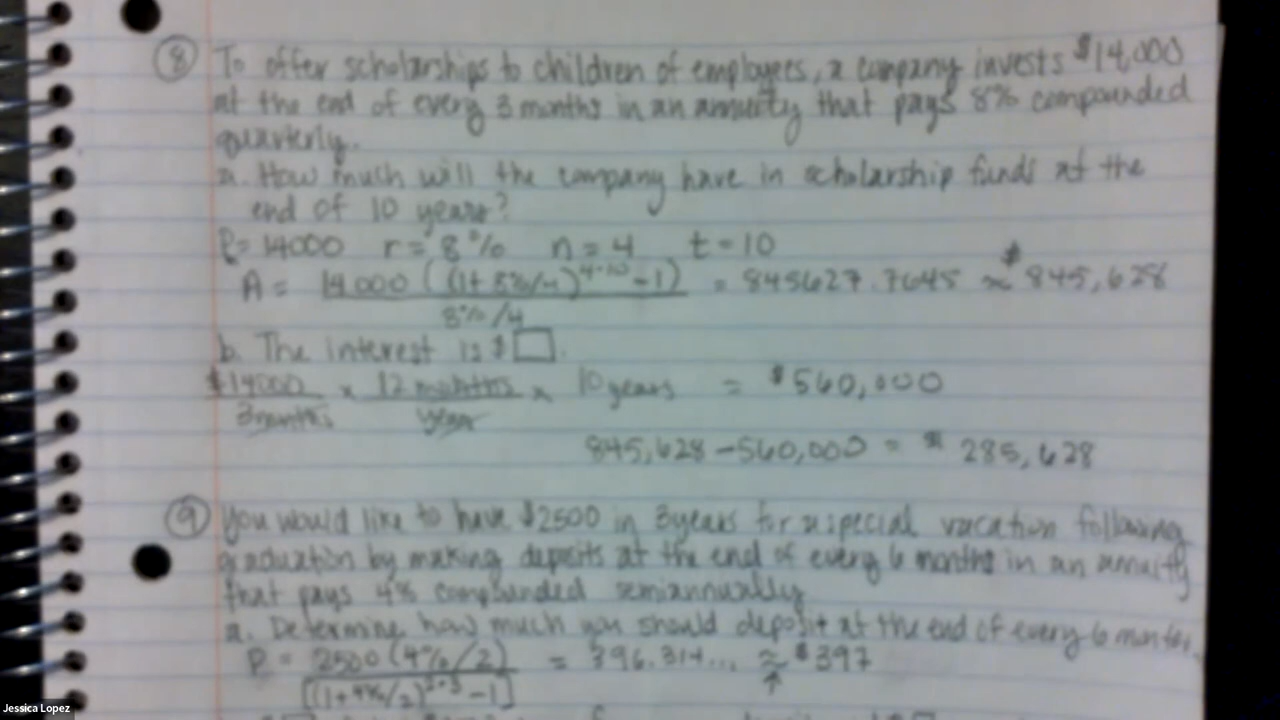 8 To offer scholarships to children of employees, a company invests $14,000
at the end of every 3 months in an annuity that pays 8% compounded
quarterly.
a. How much will the company have in scholarship funds at the
end of 10 years?
P=14000 r=8% n=4 t=10
A = 14,000 ((1+8%/4)^4·10 -1) = 845627.7645 ≈ $845,628
8%/4
b. The interest is $□.
$14000 x 12 months x 10 years = $560,000
3 months year
845,628-560,000 = $ 285,628
9 You would like to have $2500 in 3 years for a special vacation following
graduation by making deposits at the end of every 6 months in an annuity
that pays 4% compounded semiannually
a. Determine how much you should deposit at the end of every 6 months.
P = 2500(4%/2) = 396.314... ≈ $397
[(1+4%/2)^2·3 -1] ↑
Jessica Lopez